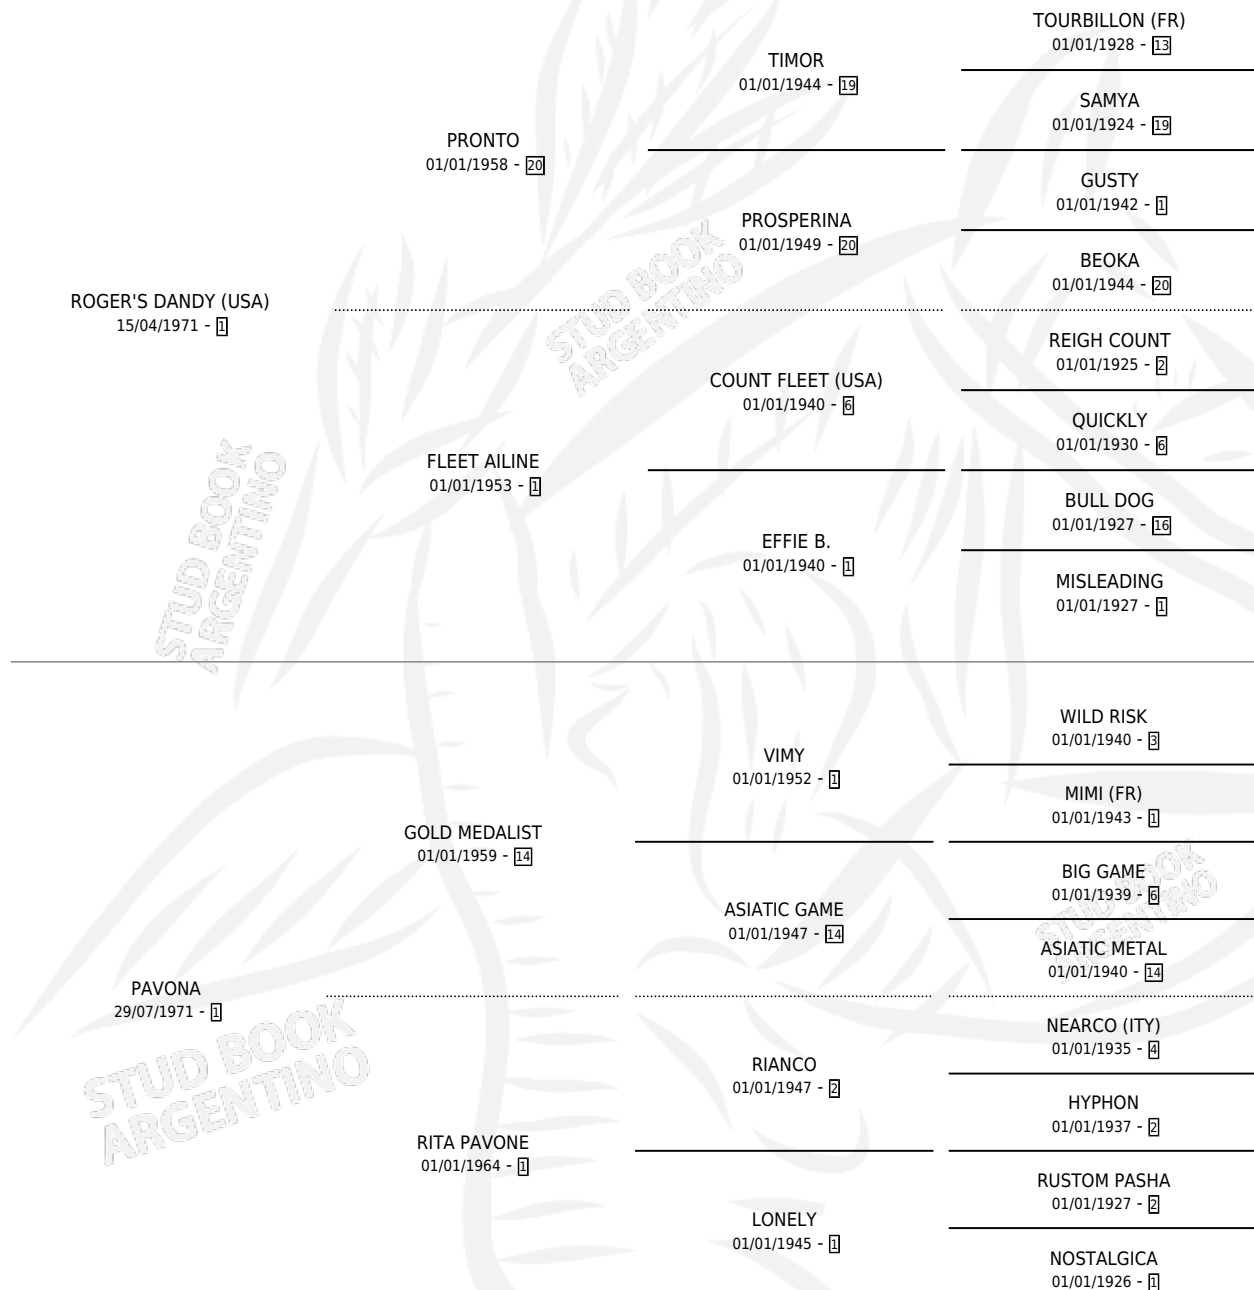 TOURBILLON (FR)
01/01/1928 - 13
TIMOR
01/01/1944 - 19
SAMYA
01/01/1924 - 19
PRONTO
01/01/1958 - 20
GUSTY
01/01/1942 - 1
PROSPERINA
01/01/1949 - 20
BEOKA
01/01/1944 - 20
ROGER'S DANDY (USA)
15/04/1971 - 1
STUD BOOK
ARGENTINO
REIGH COUNT
01/01/1925 - 2
COUNT FLEET (USA)
01/01/1940 - 6
QUICKLY
01/01/1930 - 6
FLEET AILINE
01/01/1953 - 1
BULL DOG
01/01/1927 - 16
EFFIE B.
01/01/1940 - 1
MISLEADING
01/01/1927 - 1
STUD BOOK
ARGENTINO
WILD RISK
01/01/1940 - 3
VIMY
01/01/1952 - 1
MIMI (FR)
01/01/1943 - 1
GOLD MEDALIST
01/01/1959 - 14
BIG GAME
01/01/1939 - 6
ASIATIC GAME
01/01/1947 - 14
STUD BOOK
ARGENTINO
ASIATIC METAL
01/01/1940 - 14
PAVONA
29/07/1971 - 1
STUD BOOK
ARGENTINO
NEARCO (ITY)
01/01/1935 - 4
RIANCO
01/01/1947 - 2
HYPHON
01/01/1937 - 2
RITA PAVONE
01/01/1964 - 1
RUSTOM PASHA
01/01/1927 - 2
LONELY
01/01/1945 - 1
NOSTALGICA
01/01/1926 - 1